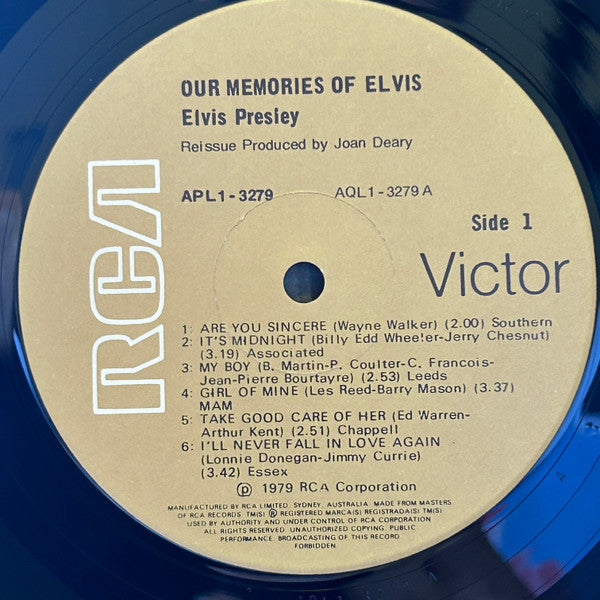 OUR MEMORIES OF ELVIS
Elvis Presley
Reissue Produced by Joan Deary
APL1-3279 AQL1-3279 A
Side 1
RCA
Victor
1: ARE YOU SINCERE (Wayne Walker) (2.00) Southern
2: IT'S MIDNIGHT (Billy Edd Wheeler-Jerry Chesnut)
(3.19) Associated
3: MY BOY (B. Martin-P. Coulter-C. Francois-
Jean-Pierre Bourtayre) (2.53) Leeds
4: GIRL OF MINE (Les Reed-Barry Mason) (3.37)
MAM
5: TAKE GOOD CARE OF HER (Ed Warren-
Arthur Kent) (2.51) Chappell
6: I'LL NEVER FALL IN LOVE AGAIN
(Lonnie Donegan-Jimmy Currie)
(3.42) Essex
℗ 1979 RCA Corporation
MANUFACTURED BY RCA LIMITED, SYDNEY, AUSTRALIA. MADE FROM MASTERS
OF RCA RECORDS. TM(S) ® REGISTERED MARCA(S) REGISTRADA(S) TM(S)
USED BY AUTHORITY AND UNDER CONTROL OF RCA CORPORATION
ALL RIGHTS RESERVED. UNAUTHORIZED COPYING. PUBLIC
PERFORMANCE. BROADCASTING OF THIS RECORD
FORBIDDEN